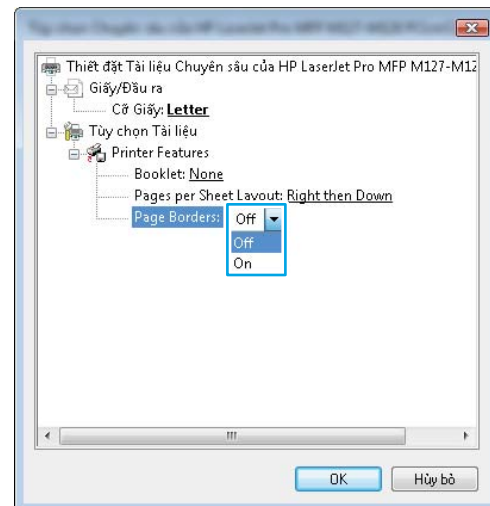 Thiết đặt Tài liệu Chuyên sâu của HP LaserJet Pro MFP M127-M12
Giấy/Đầu ra
Cỡ Giấy: Letter
Tùy chọn Tài liệu
Printer Features
Booklet: None
Pages per Sheet Layout: Right then Down
Page Borders: Off
Off
On
OK Hủy bỏ